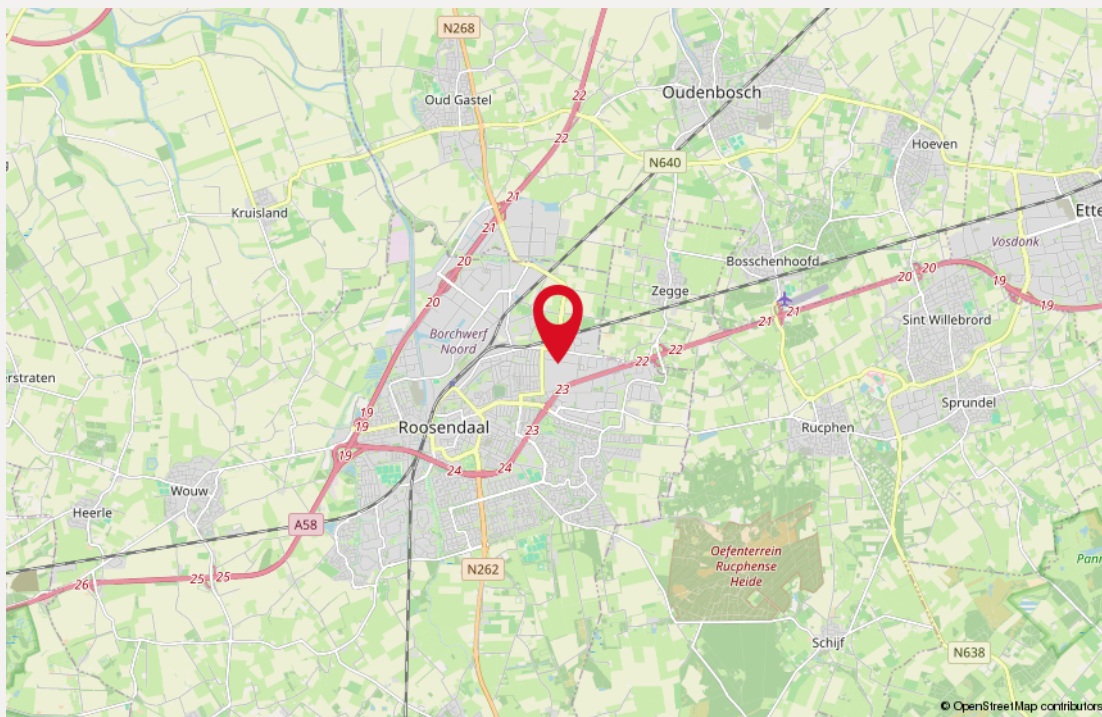 N268
Oud Gastel
22
22
Oudenbosch
N640
Hoeven
Kruisland
21
21
20
20
Borchwerf
Noord
Bosschenhoofd
Zegge
Vosdonk
Ette
20
20
19
19
21
21
22
22
Sint Willebrord
erstraten
23
23
Sprundel
Rucphen
19
19
19
Roosendaal
24
24
Wouw
Heerle
A58
26
25
25
N262
Oefenterrein
Rucphense
Heide
Pann
Schijf
N638
© OpenStreetMap contributors